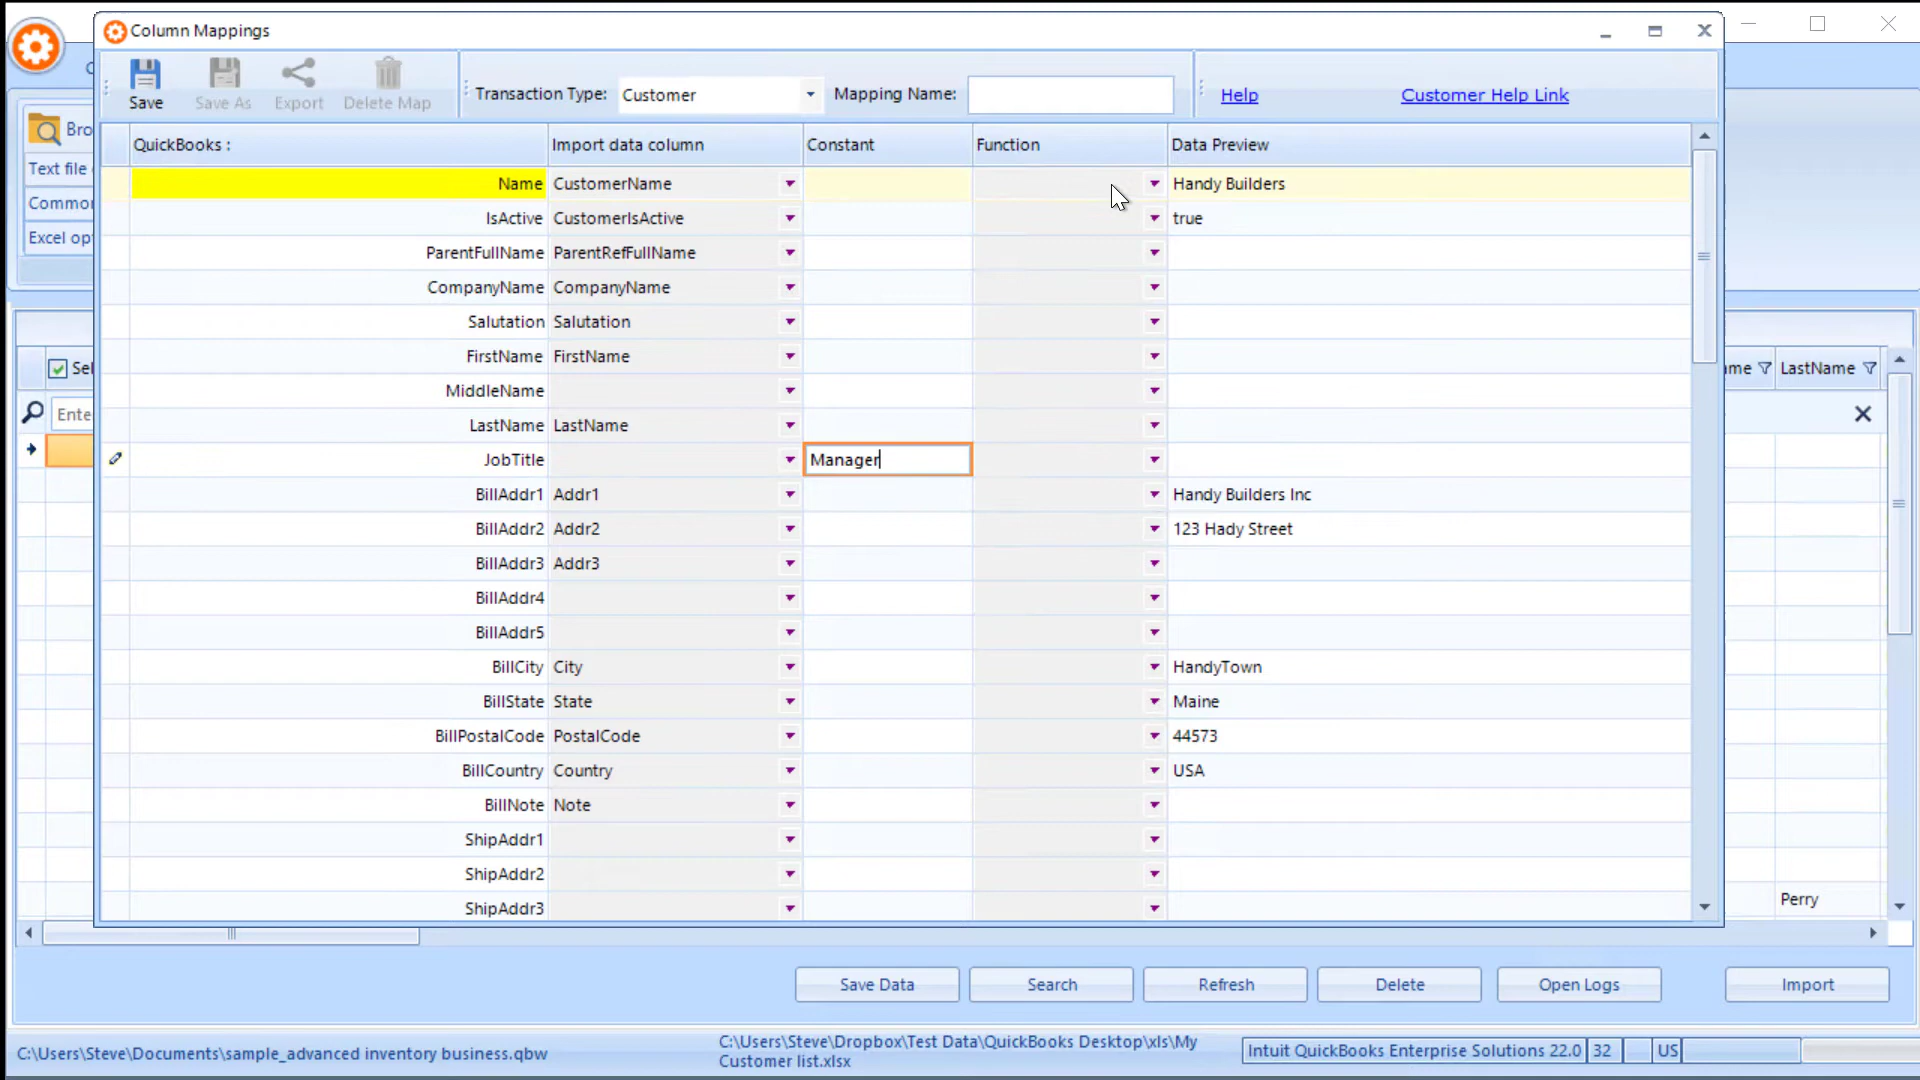 Column Mappings
Save
Save As
Export
Delete Map
Transaction Type: Customer
Mapping Name:
Help
Customer Help Link
QuickBooks : Import data column Constant Function Data Preview
Name CustomerName Handy Builders
IsActive CustomerIsActive true
ParentFullName ParentRefFullName
CompanyName CompanyName
Salutation Salutation
FirstName FirstName
MiddleName
LastName LastName
JobTitle Manager
BillAddr1 Addr1 Handy Builders Inc
BillAddr2 Addr2 123 Hady Street
BillAddr3 Addr3
BillAddr4
BillAddr5
BillCity City HandyTown
BillState State Maine
BillPostalCode PostalCode 44573
BillCountry Country USA
BillNote Note
ShipAddr1
ShipAddr2
ShipAddr3
Bro
Text file
Common
Excel opt
Sel
Ente
me LastName
Perry
Save Data
Search
Refresh
Delete
Open Logs
Import
C:\Users\Steve\Documents\sample_advanced inventory business.qbw
C:\Users\Steve\Dropbox\Test Data\QuickBooks Desktop\xls\My
Customer list.xlsx
Intuit QuickBooks Enterprise Solutions 22.0 32 US